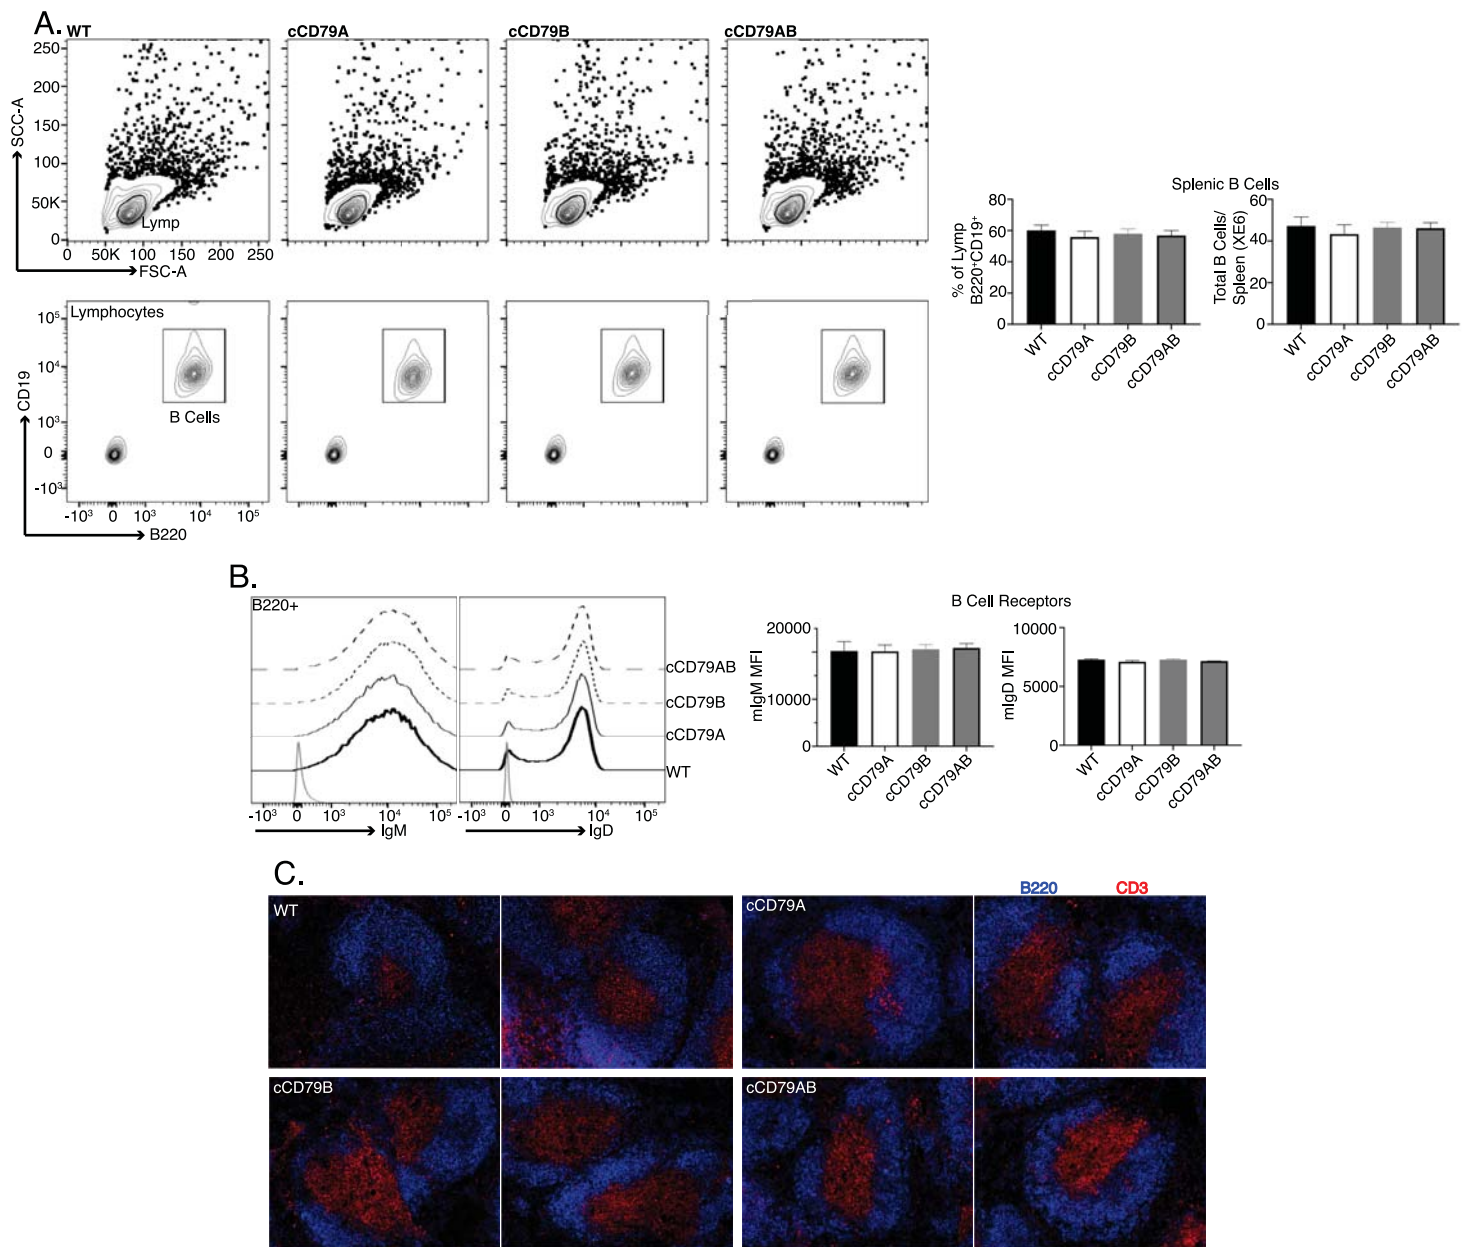 A.
WT
cCD79A
cCD79B
cCD79AB
250
200
150
100
50K
0
SCC-A
Lymp
0 50K 100 150 200 250
FSC-A
Lymphocytes
10⁵
10⁴
10³
0
-10³
CD19
B Cells
-10³ 0 10³ 10⁴ 10⁵
B220
Splenic B Cells
% of Lymp
B220⁺CD19⁺
80
60
40
20
0
WT
cCD79A
cCD79B
cCD79AB
Total B Cells/
Spleen (XE6)
60
40
20
0
WT
cCD79A
cCD79B
cCD79AB
B.
B220+
cCD79AB
cCD79B
cCD79A
WT
-10³ 0 10³ 10⁴ 10⁵
IgM
-10³ 0 10³ 10⁴ 10⁵
IgD
B Cell Receptors
mIgM MFI
20000
10000
0
WT
cCD79A
cCD79B
cCD79AB
mIgD MFI
10000
5000
0
WT
cCD79A
cCD79B
cCD79AB
C.
B220 CD3
WT
cCD79A
cCD79B
cCD79AB